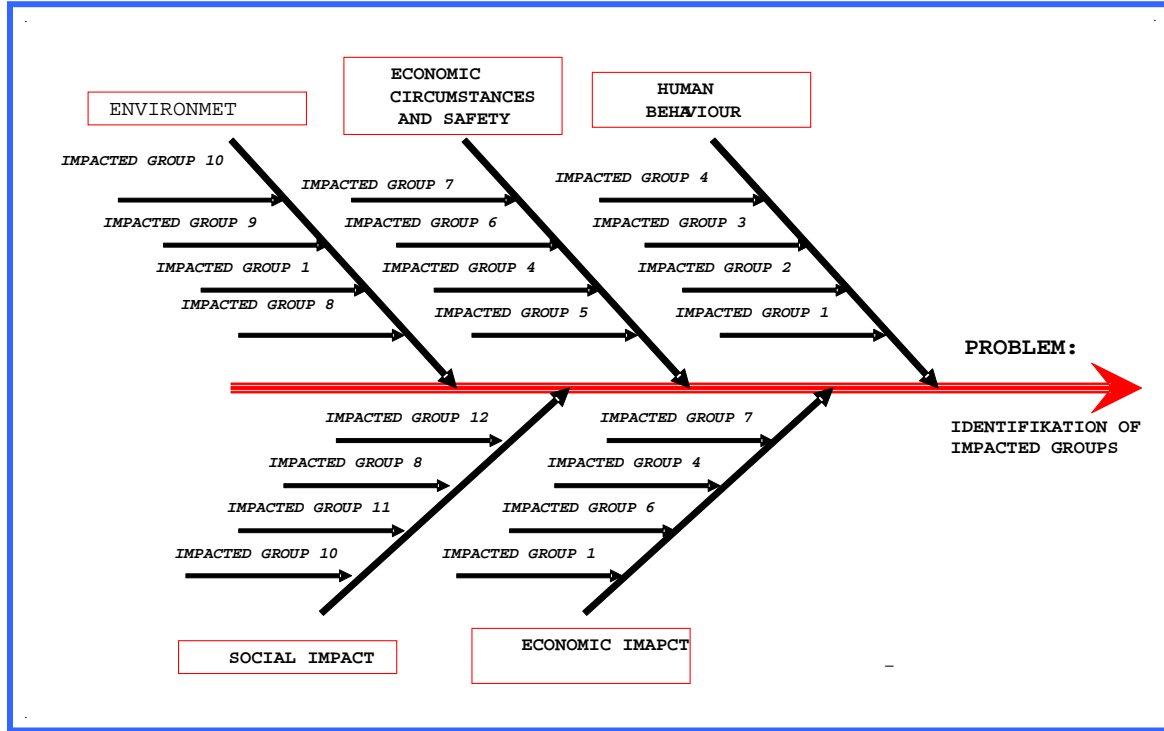 ECONOMIC
CIRCUMSTANCES
AND SAFETY
HUMAN
BEHAVIOUR
ENVIRONMET
IMPACTED GROUP 10
IMPACTED GROUP 7
IMPACTED GROUP 4
IMPACTED GROUP 9
IMPACTED GROUP 6
IMPACTED GROUP 3
IMPACTED GROUP 1
IMPACTED GROUP 4
IMPACTED GROUP 2
IMPACTED GROUP 8
IMPACTED GROUP 5
IMPACTED GROUP 1
PROBLEM:
IDENTIFIKATION OF
IMPACTED GROUPS
IMPACTED GROUP 12
IMPACTED GROUP 7
IMPACTED GROUP 8
IMPACTED GROUP 4
IMPACTED GROUP 11
IMPACTED GROUP 6
IMPACTED GROUP 10
IMPACTED GROUP 1
SOCIAL IMPACT
ECONOMIC IMAPCT